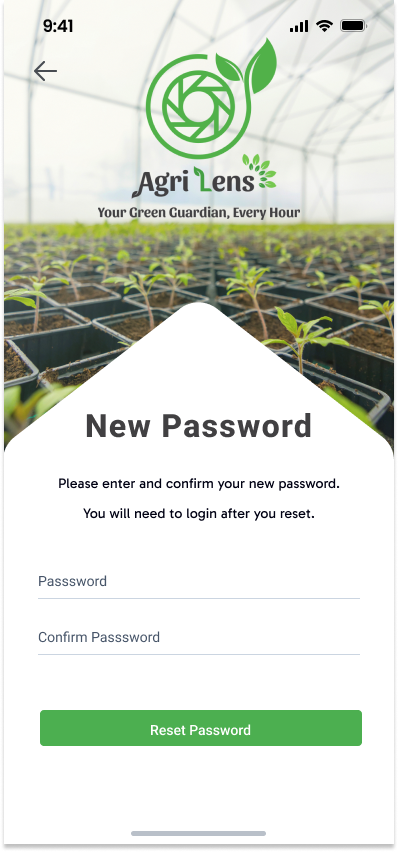 9:41
Agri Lens
Your Green Guardian, Every Hour
New Password
Please enter and confirm your new password.
You will need to login after you reset.
Passsword
Confirm Passsword
Reset Password